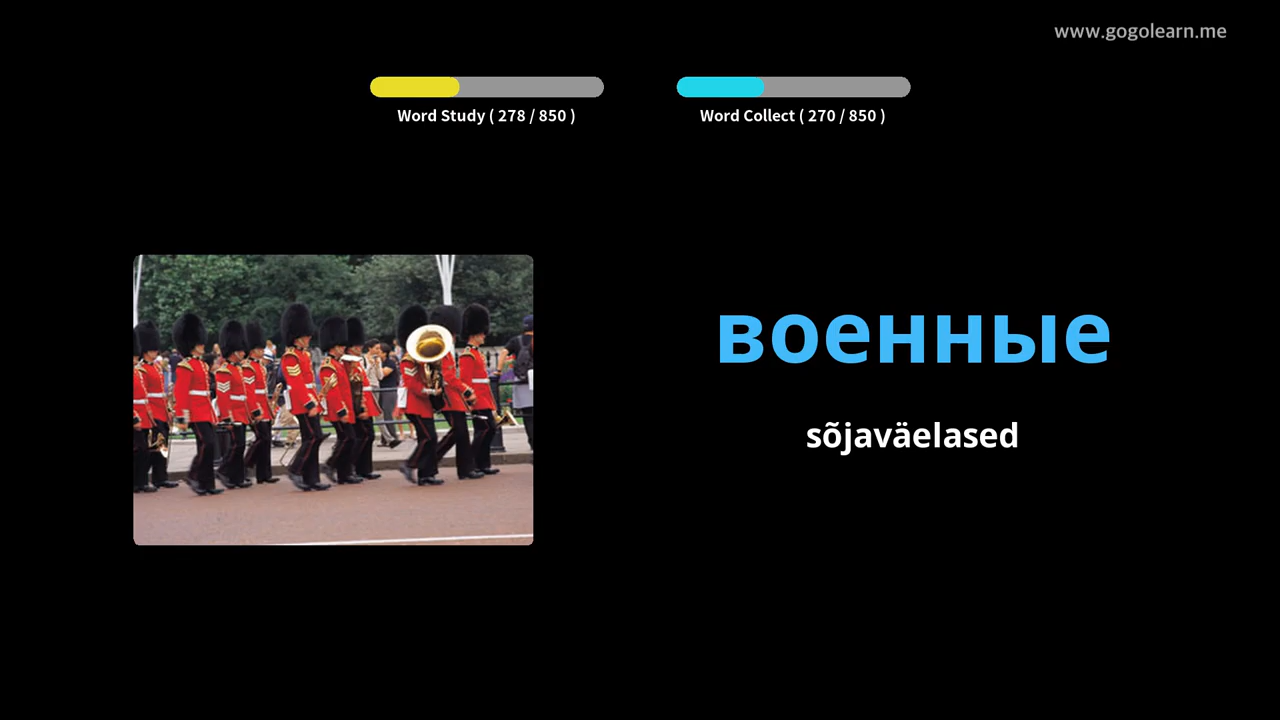 www.gogolearn.me
Word Study ( 278 / 850 )
Word Collect ( 270 / 850 )
военные
sõjaväelased